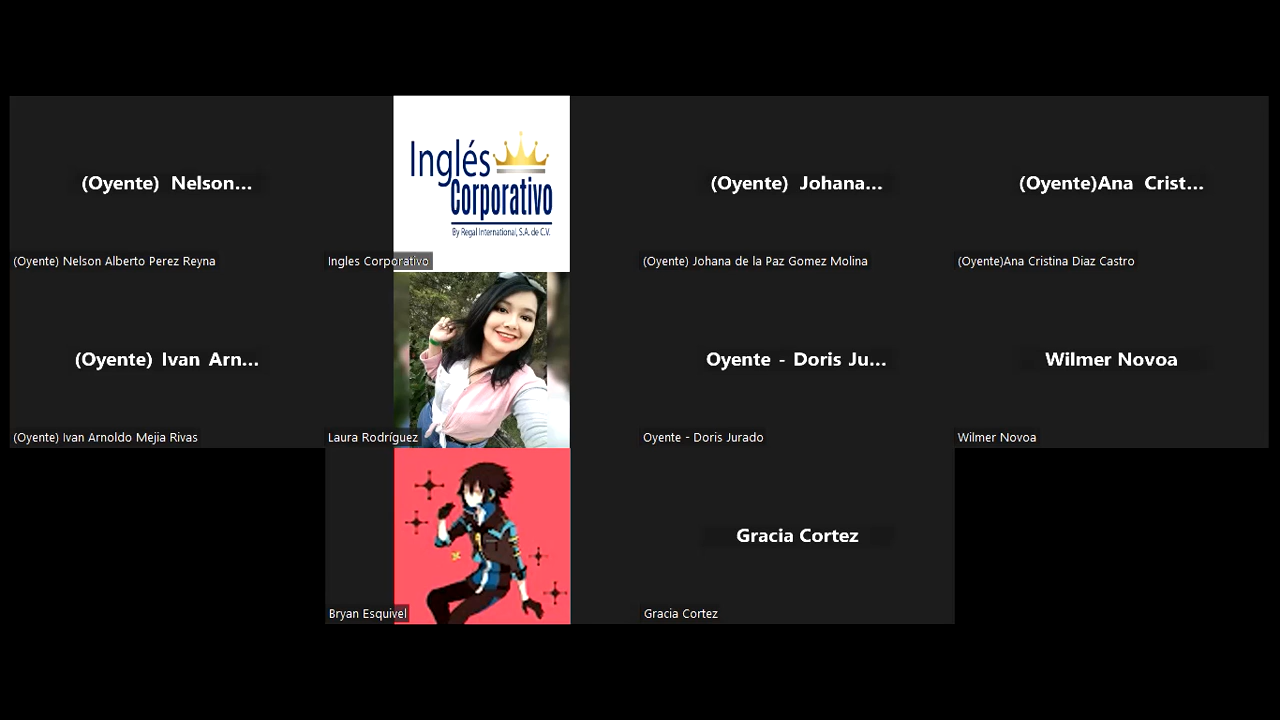 (Oyente) Nelson...
(Oyente) Nelson Alberto Perez Reyna
Inglés
Corporativo
By Regal International, S.A. de C.V.
Ingles Corporativo
(Oyente) Johana...
(Oyente) Johana de la Paz Gomez Molina
(Oyente)Ana Crist...
(Oyente)Ana Cristina Diaz Castro
(Oyente) Ivan Arn...
(Oyente) Ivan Arnoldo Mejia Rivas
Laura Rodríguez
Oyente - Doris Ju...
Oyente - Doris Jurado
Wilmer Novoa
Wilmer Novoa
Bryan Esquivel
Gracia Cortez
Gracia Cortez